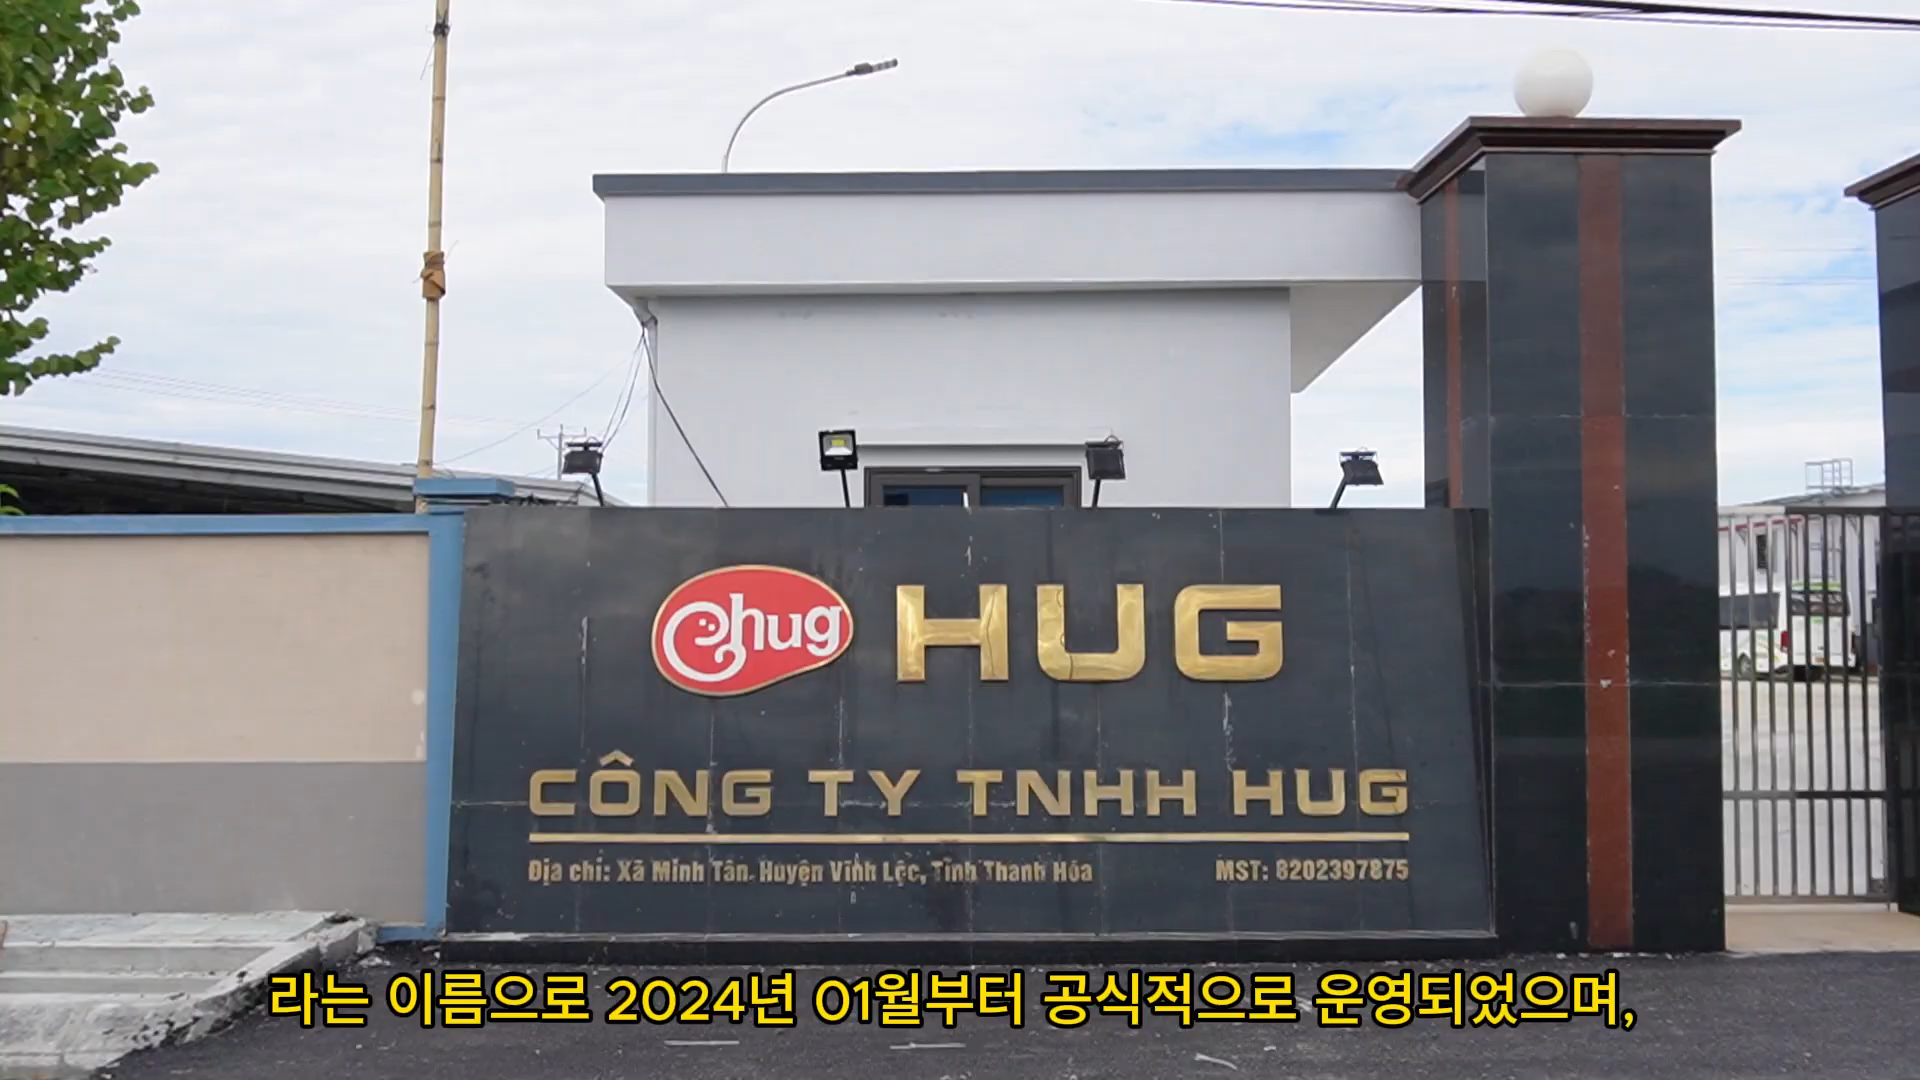 chug HUG
CÔNG TY TNHH HUG
Địa chỉ: Xã Minh Tân, Huyện Vĩnh Lộc, Tỉnh Thanh Hóa MST: 8202397875
라는 이름으로 2024년 01월부터 공식적으로 운영되었으며,